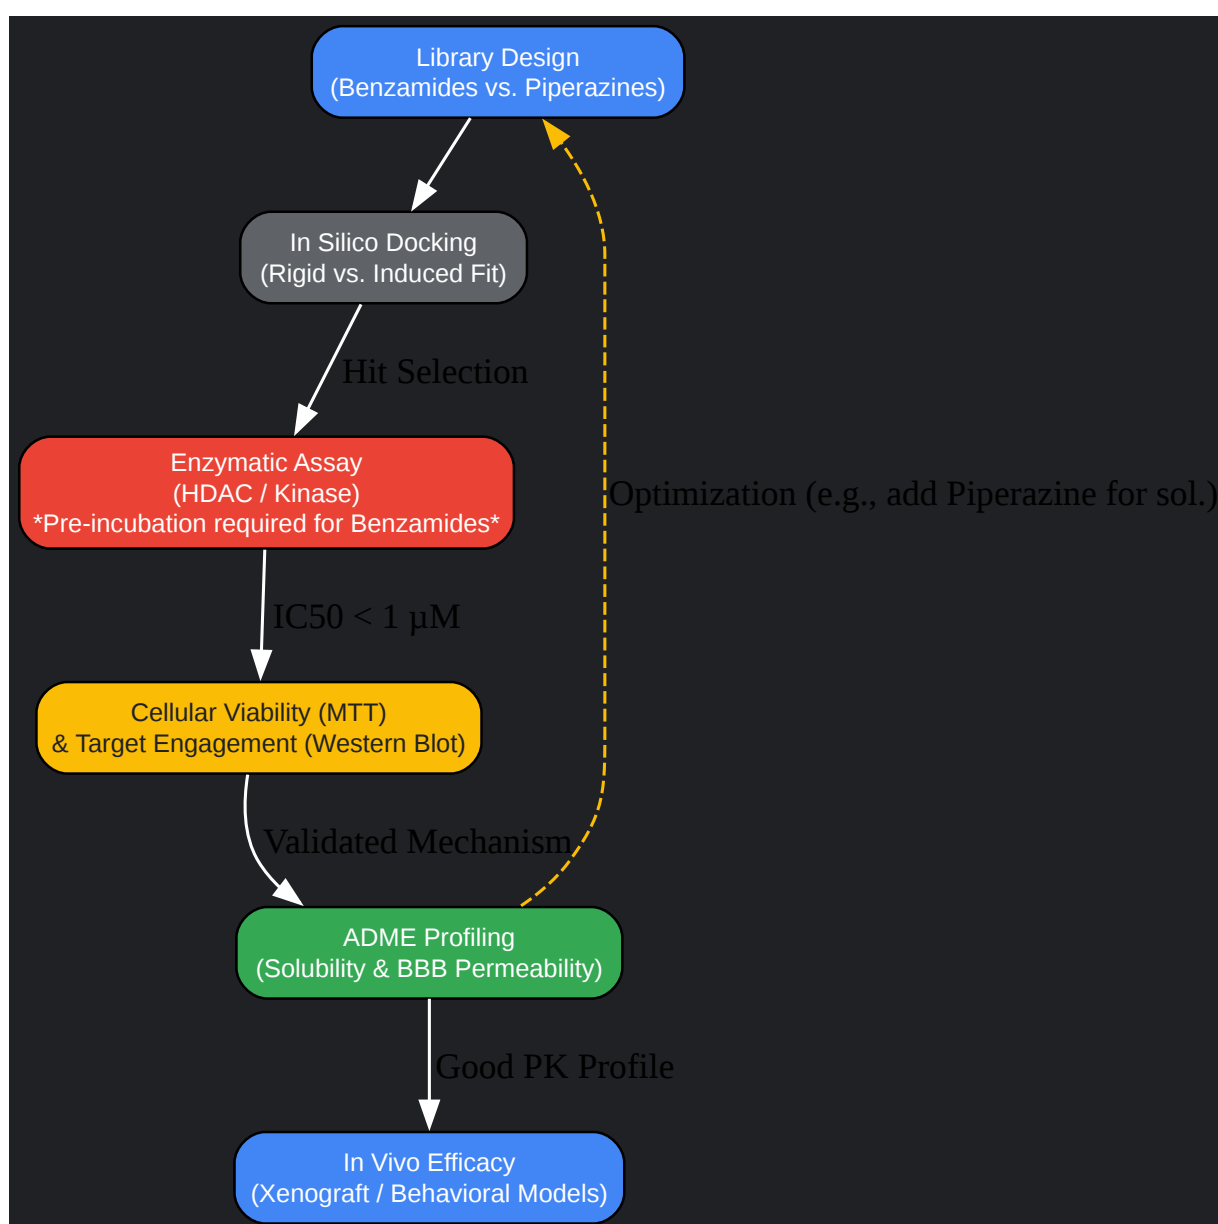 Library Design
(Benzamides vs. Piperazines)
In Silico Docking
(Rigid vs. Induced Fit)
Hit Selection
Enzymatic Assay
(HDAC / Kinase)
*Pre-incubation required for Benzamides*
Optimization (e.g., add Piperazine for sol.)
IC50 < 1 µM
Cellular Viability (MTT)
& Target Engagement (Western Blot)
Validated Mechanism
ADME Profiling
(Solubility & BBB Permeability)
Good PK Profile
In Vivo Efficacy
(Xenograft / Behavioral Models)